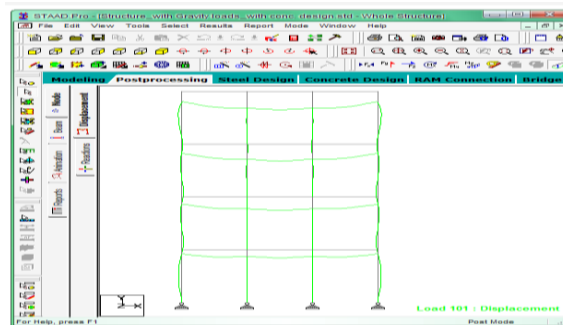 STAAD.Pro - [Structure_with Gravity loads_with conc design.std - Whole Structure]
File Edit View Tools Select Results Report Mode Window Help
Modeling Postprocessing Steel Design Concrete Design RAM Connection Bridge
Node
Displacement
Beam
Reactions
Animation
Reports
Y
X
Load 101 : Displacement
For Help, press F1
Post Mode